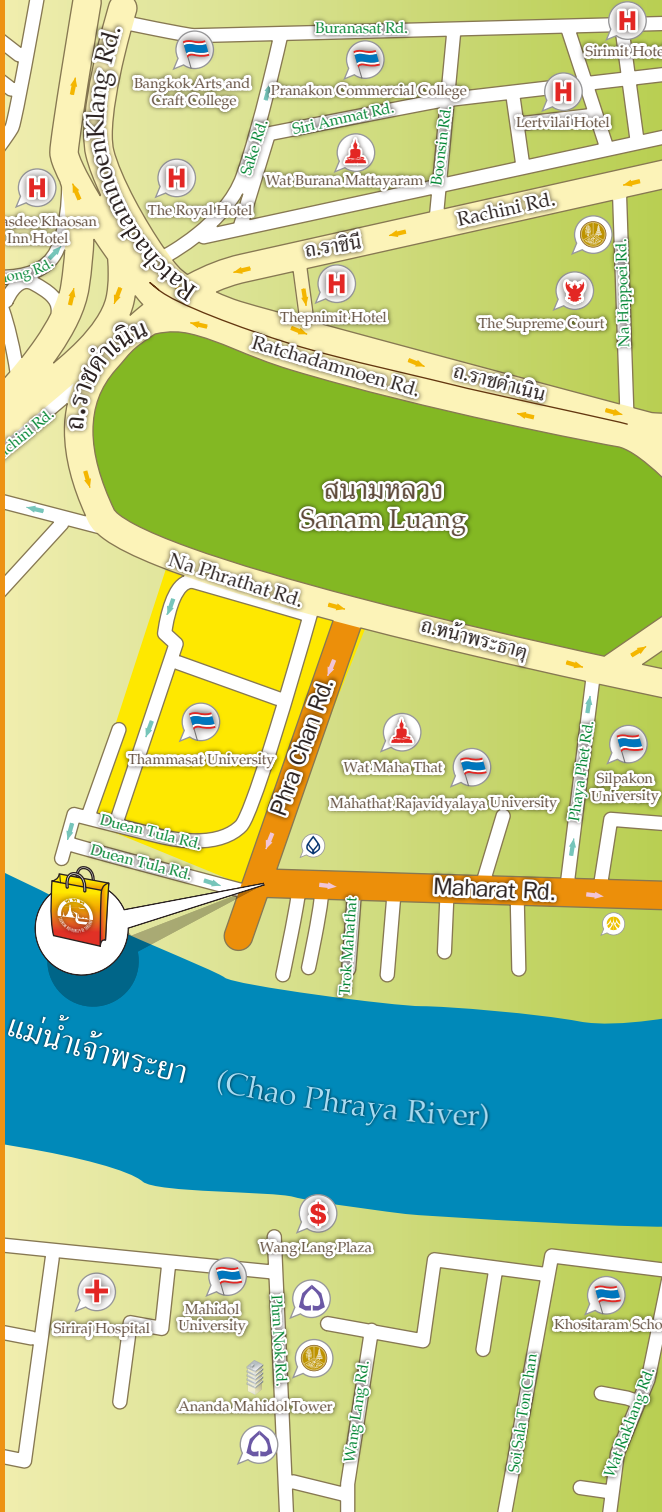 Buranasat Rd.
Sirimit Hote
Bangkok Arts and
Craft College
Pranakon Commercial College
Ratchadamnoen Klang Rd.
Siri Ammat Rd.
Lertvilai Hotel
Sake Rd.
Boonsin Rd.
Wat Burana Mattayaram
asdee Khaosan
Inn Hotel
The Royal Hotel
Rachini Rd.
ถ.ราชินี
ong Rd.
Na Happoei Rd.
Thepnimit Hotel
The Supreme Court
Ratchadamnoen Rd.
ถ.ราชดำเนิน
ถ.ราชดำเนิน
chini Rd.
สนามหลวง
Sanam Luang
Na Phrathat Rd.
ถ.หน้าพระธาตุ
Phra Chan Rd.
Thammasat University
Wat Maha That
Mahathat Rajavidyalaya University
Phaya Phet Rd.
Silpakon
University
Duean Tula Rd.
Duean Tula Rd.
Maharat Rd.
Trok Mahathat
แม่น้ำเจ้าพระยา
(Chao Phraya River)
Wang Lang Plaza
Siriraj Hospital
Mahidol
University
Phrn Nok Rd.
Khositaram Scho
Ananda Mahidol Tower
Wang Lang Rd.
Soi Sala Ton Chan
Wat Rakhang Rd.